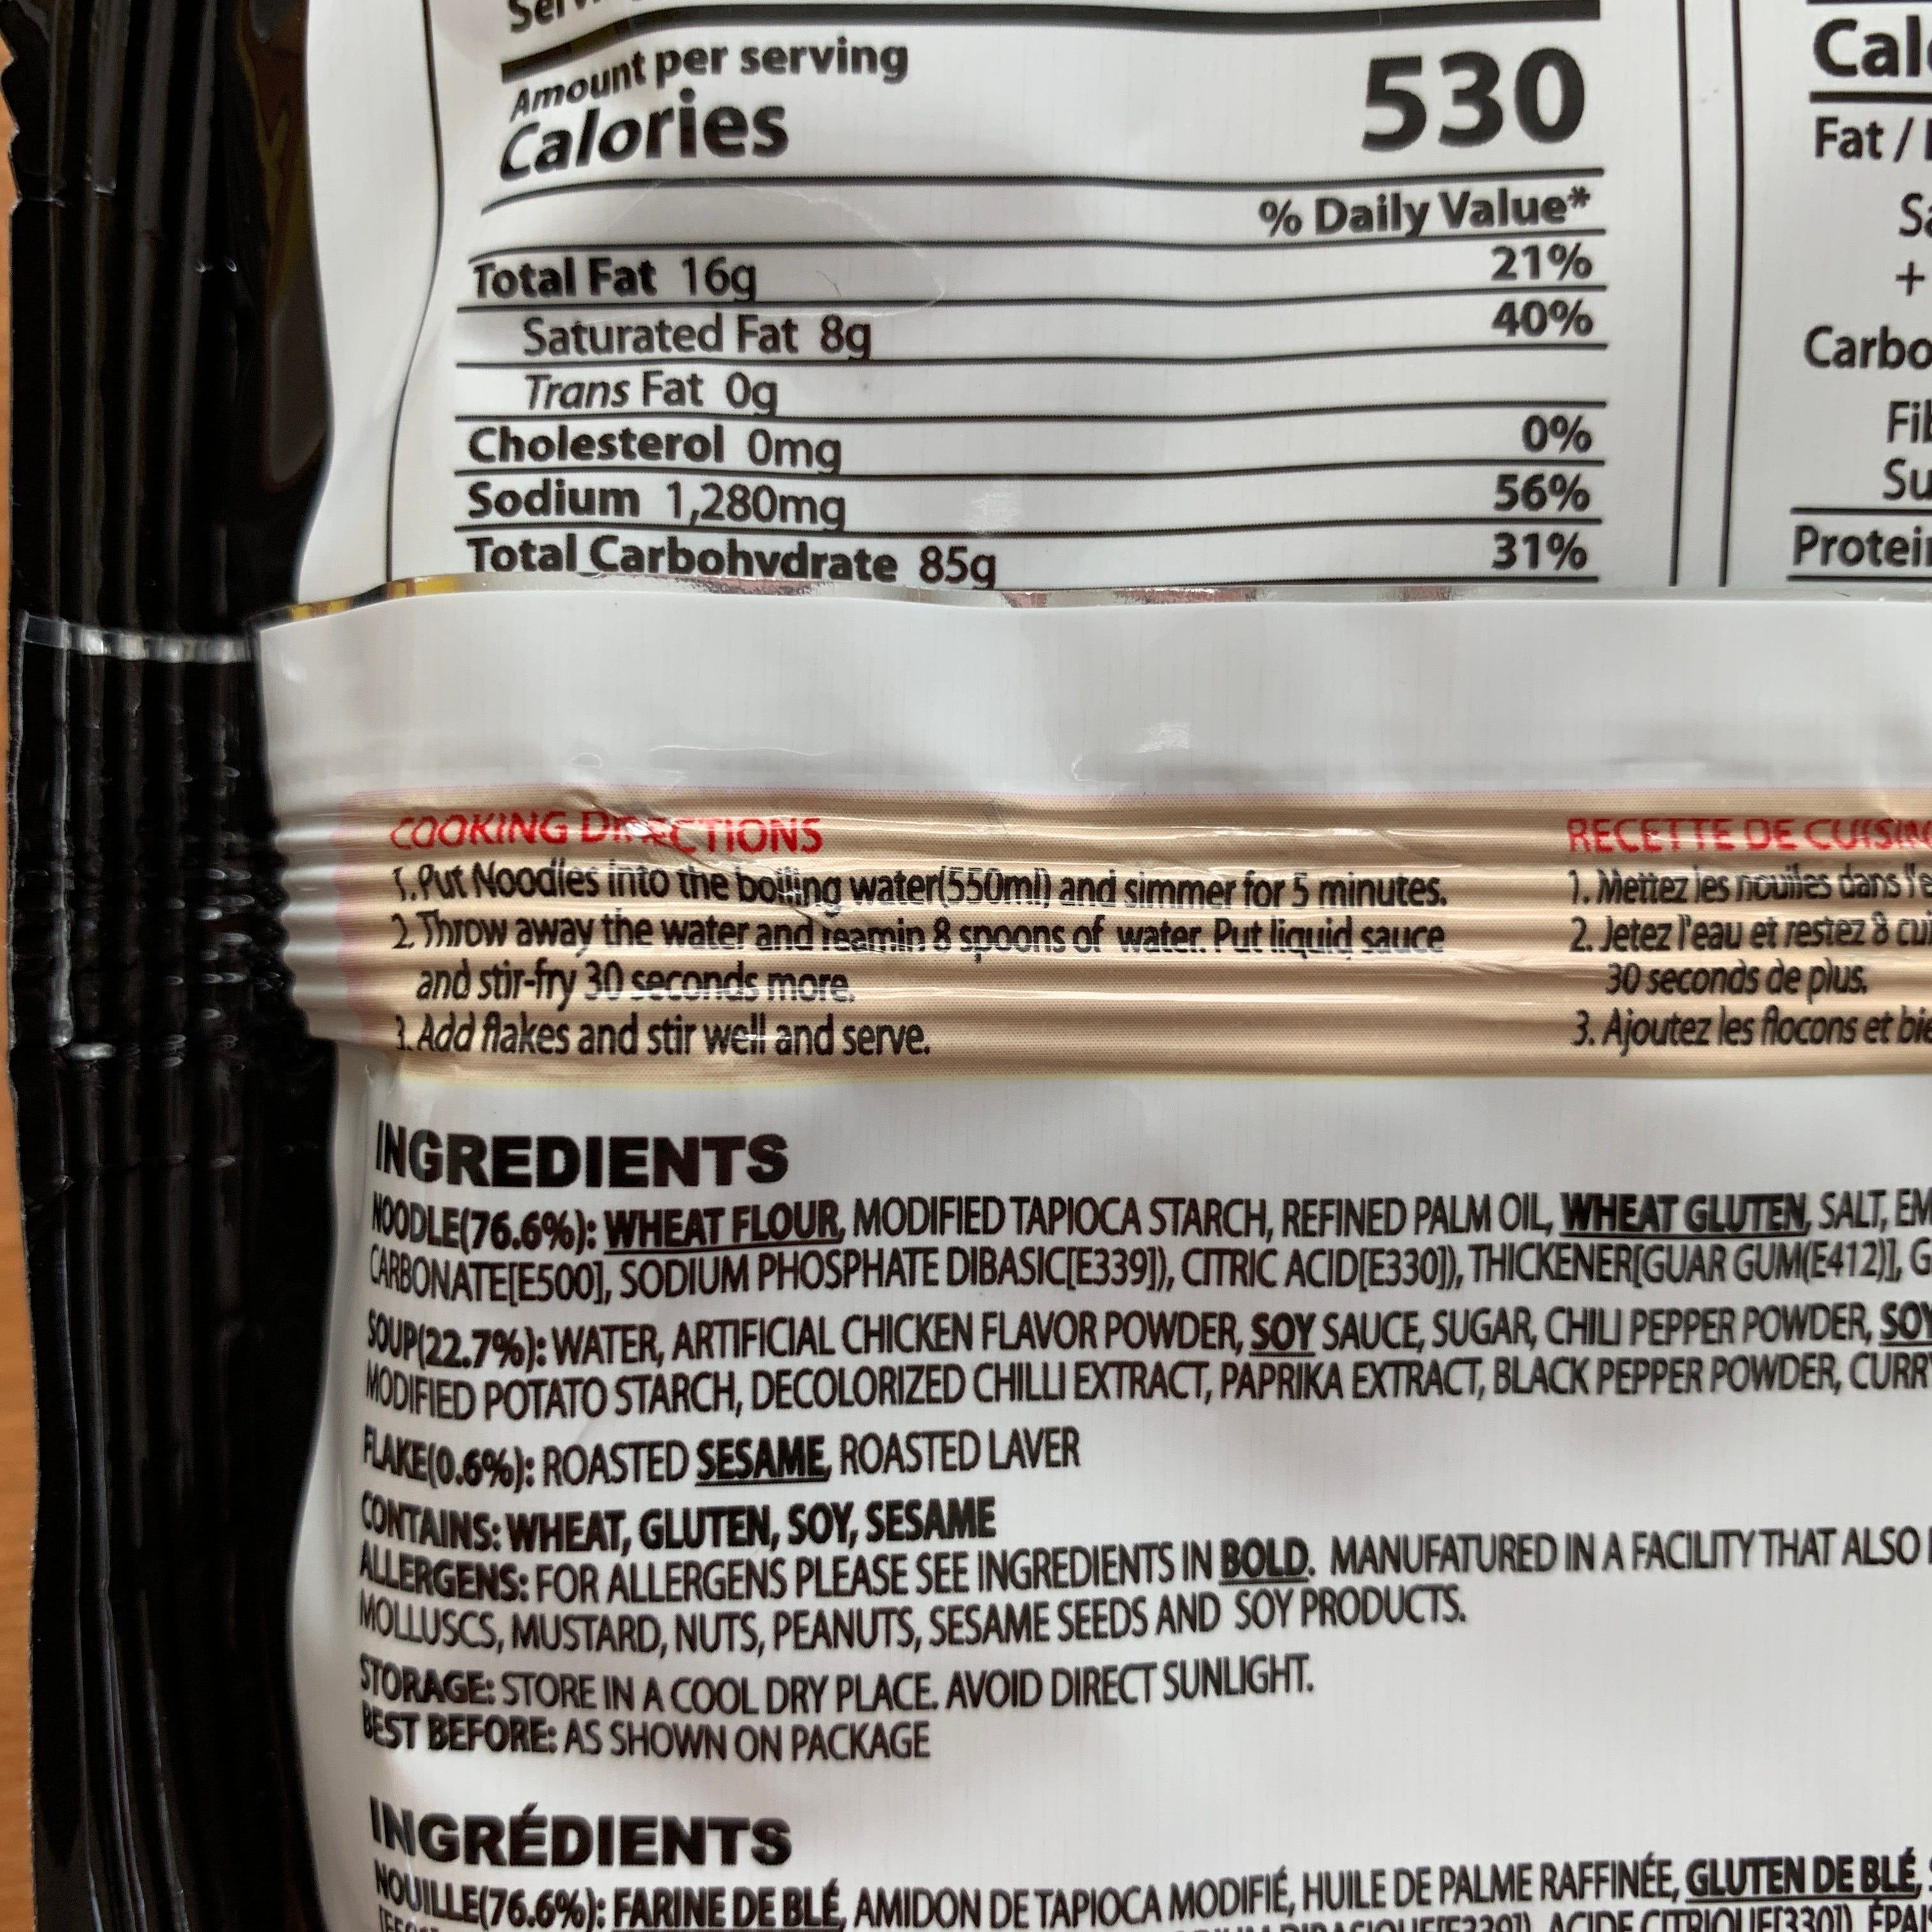 Amount per serving
Calories 530
% Daily Value*
Total Fat 16g 21%
Saturated Fat 8g 40%
Trans Fat 0g
Cholesterol 0mg 0%
Sodium 1,280mg 56%
Total Carbohydrate 85g 31%
Fat /
COOKING DIRECTIONS
1. Put Noodles into the boiling water(550ml) and simmer for 5 minutes.
2. Throw away the water and reamin 8 spoons of water. Put liquid sauce
and stir-fry 30 seconds more.
3. Add flakes and stir well and serve.
RECETTE DE
1. Mettez les nouilles dans
2. Jetez l'eau et restez 8
30 seconds de plus.
3. Ajoutez les flocons et
INGREDIENTS
NOODLE(76.6%): WHEAT FLOUR, MODIFIED TAPIOCA STARCH, REFINED PALM OIL, WHEAT GLUTEN, SALT,
CARBONATE[E500], SODIUM PHOSPHATE DIBASIC[E339]), CITRIC ACID[E330]), THICKENER[GUAR GUM(E412)],
SOUP(22.7%): WATER, ARTIFICIAL CHICKEN FLAVOR POWDER, SOY SAUCE, SUGAR, CHILI PEPPER POWDER,
MODIFIED POTATO STARCH, DECOLORIZED CHILLI EXTRACT, PAPRIKA EXTRACT, BLACK PEPPER POWDER,
FLAKE(0.6%): ROASTED SESAME, ROASTED LAVER
CONTAINS: WHEAT, GLUTEN, SOY, SESAME
ALLERGENS: FOR ALLERGENS PLEASE SEE INGREDIENTS IN BOLD. MANUFATURED IN A FACILITY THAT ALSO
MOLLUSCS, MUSTARD, NUTS, PEANUTS, SESAME SEEDS AND SOY PRODUCTS.
STORAGE: STORE IN A COOL DRY PLACE. AVOID DIRECT SUNLIGHT.
BEST BEFORE: AS SHOWN ON PACKAGE
INGRÉDIENTS
NOUILLE(76.6%): FARINE DE BLÉ, AMIDON DE TAPIOCA MODIFIÉ, HUILE DE PALME RAFFINÉE, GLUTEN DE BLÉ,